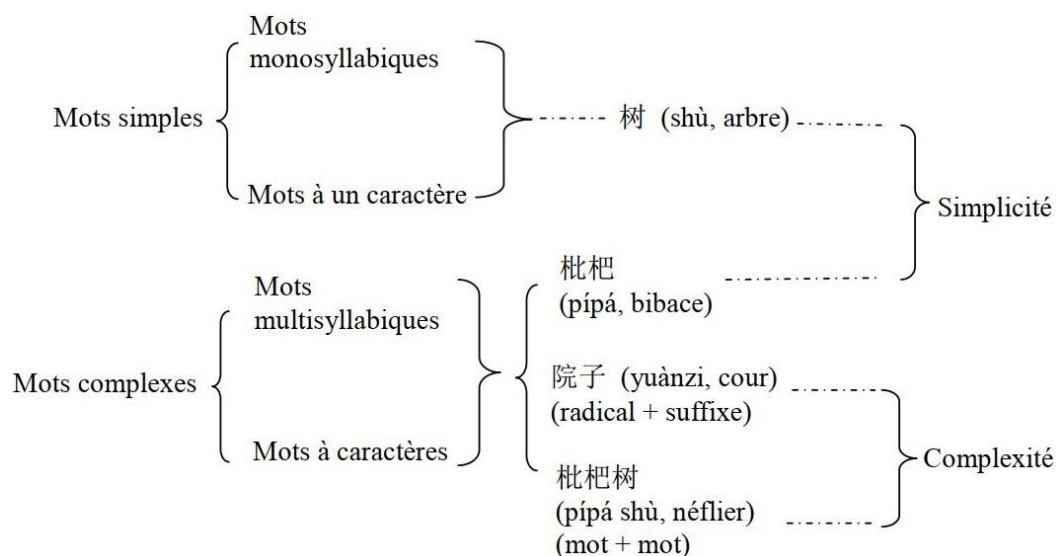 Mots
monosyllabiques
Mots simples
树 (shù, arbre)
Mots à un caractère
Simplicité
枇杷
(pípá, bibace)
Mots
multisyllabiques
Mots complexes
院子 (yuànzi, cour)
(radical + suffixe)
Mots à caractères
Complexité
枇杷树
(pípá shù, néflier)
(mot + mot)